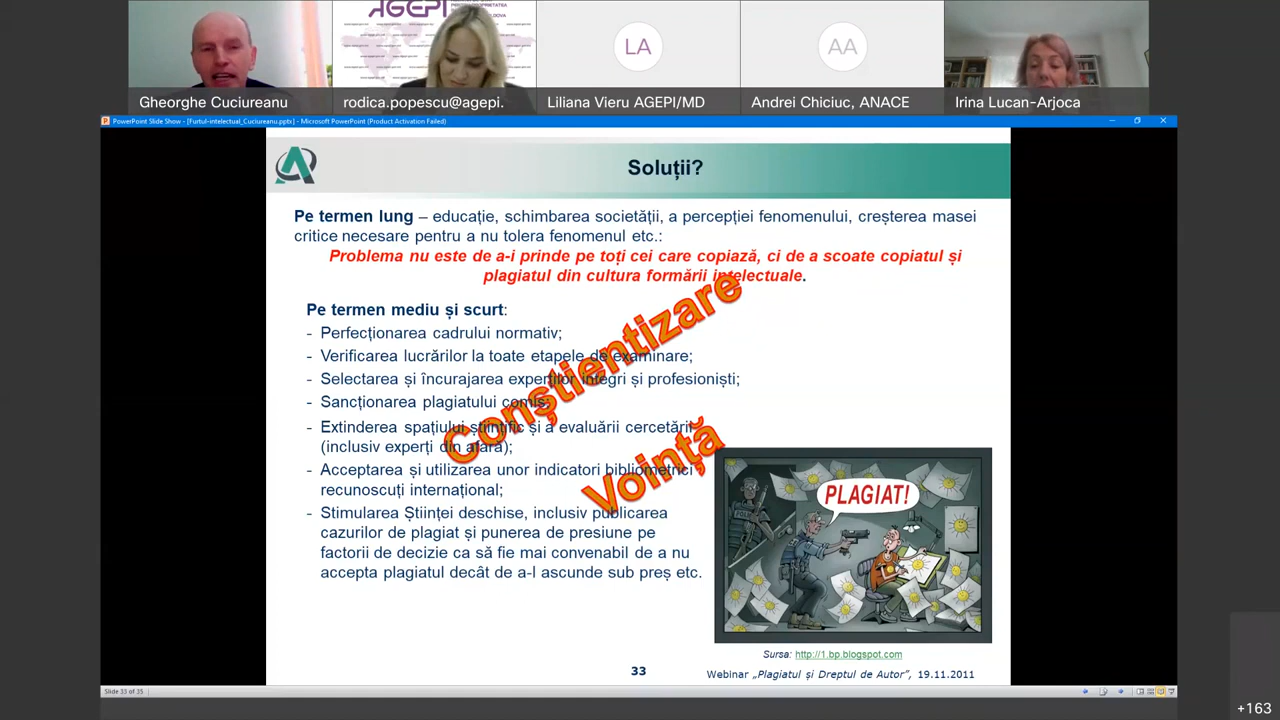 AGEPI
LA
AA
Gheorghe Cuciureanu
rodica.popescu@agepi.
Liliana Vieru AGEPI/MD
Andrei Chiciuc, ANACE
Irina Lucan-Arjoca
PowerPoint Slide Show - [Furtul-intelectual_Cuciureanu.pptx] - Microsoft PowerPoint (Product Activation Failed)
Soluții?
Pe termen lung – educație, schimbarea societății, a percepției fenomenului, creșterea masei
critice necesare pentru a nu tolera fenomenul etc.:
Problema nu este de a-i prinde pe toți cei care copiază, ci de a scoate copiatul și
plagiatul din cultura formării intelectuale.
Pe termen mediu și scurt:
- Perfecționarea cadrului normativ;
- Verificarea lucrărilor la toate etapele de examinare;
- Selectarea și încurajarea experților integri și profesioniști;
- Sancționarea plagiatului comis;
- Extinderea spațiului științific și a evaluării cercetării
(inclusiv experți din afară);
- Acceptarea și utilizarea unor indicatori bibliometrici
recunoscuți internațional;
- Stimularea Științei deschise, inclusiv publicarea
cazurilor de plagiat și punerea de presiune pe
factorii de decizie ca să fie mai convenabil de a nu
accepta plagiatul decât de a-l ascunde sub preș etc.
Conștientizare
Voință
PLAGIAT!
Sursa: http://1.bp.blogspot.com
33
Webinar „Plagiatul și Dreptul de Autor”, 19.11.2011
Slide 33 of 35
+163